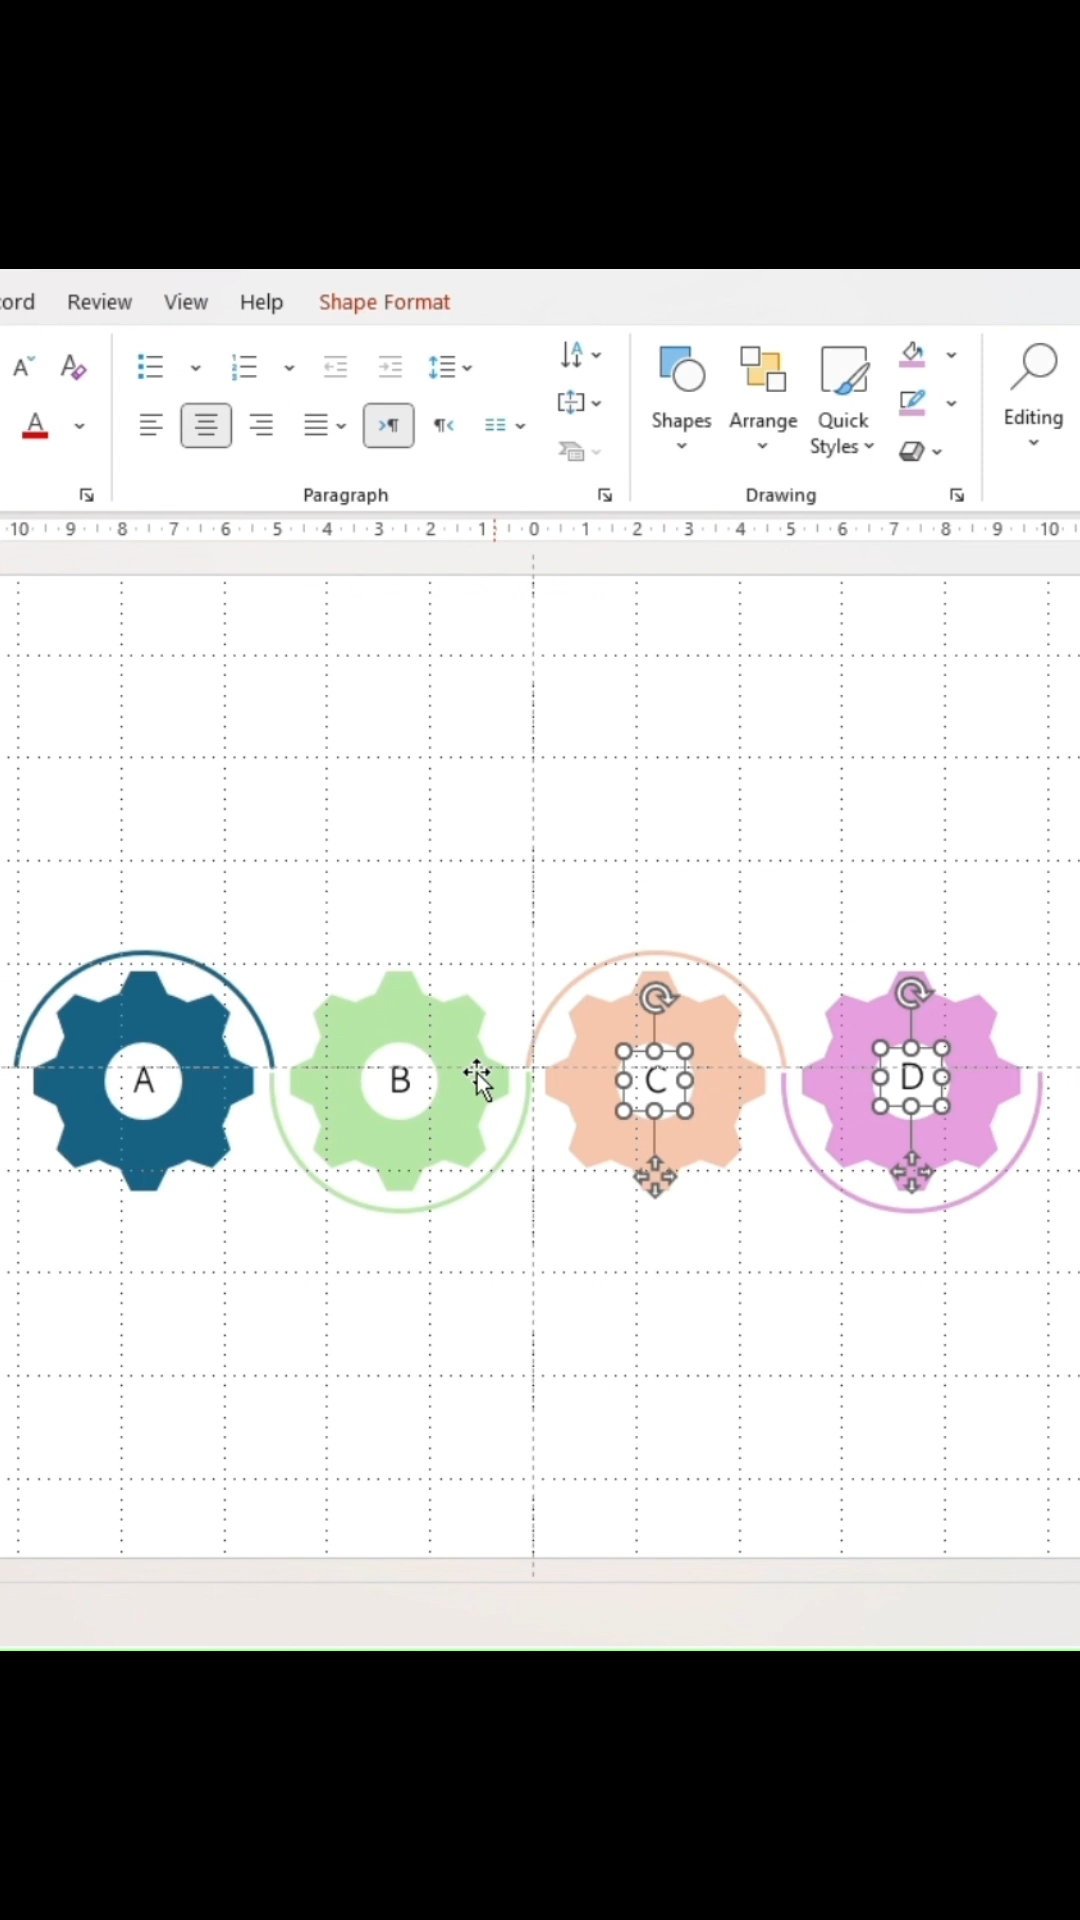 ord Review View Help Shape Format
A A
A
Shapes Arrange Quick Styles Editing
Paragraph Drawing
10 9 8 7 6 5 4 3 2 1 0 1 2 3 4 5 6 7 8 9 10
A B C D